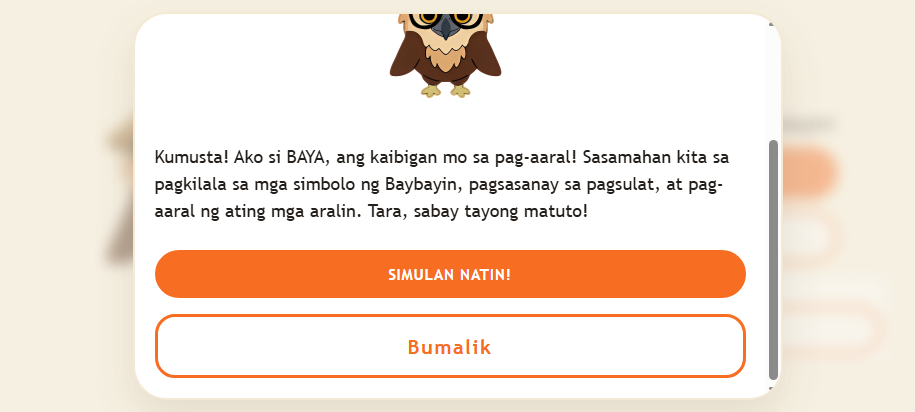 Kumusta! Ako si BAYA, ang kaibigan mo sa pag-aaral! Sasamahan kita sa
pagkilala sa mga simbolo ng Baybayin, pagsasanay sa pagsulat, at pag-
aaral ng ating mga aralin. Tara, sabay tayong matuto!
SIMULAN NATIN!
Bumalik